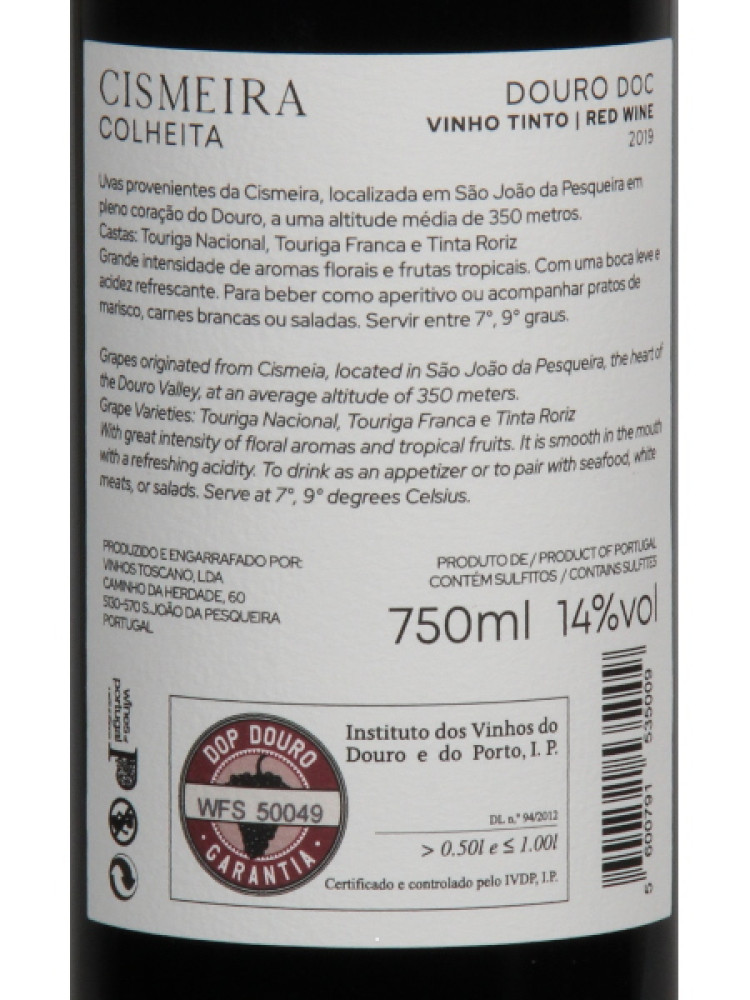 CISMEIRA
COLHEITA
DOURO DOC
VINHO TINTO | RED WINE
2019
Uvas provenientes da Cismeira, localizada em São João da Pesqueira em
pleno coração do Douro, a uma altitude média de 350 metros.
Castas: Touriga Nacional, Touriga Franca e Tinta Roriz
Grande intensidade de aromas florais e frutas tropicais. Com uma boca leve e
acidez refrescante. Para beber como aperitivo ou acompanhar pratos de
marisco, carnes brancas ou saladas. Servir entre 7°, 9° graus.
Grapes originated from Cismeia, located in São João da Pesqueira, the heart of
the Douro Valley, at an average altitude of 350 meters.
Grape Varieties: Touriga Nacional, Touriga Franca e Tinta Roriz
With great intensity of floral aromas and tropical fruits. It is smooth in the mouth
with a refreshing acidity. To drink as an appetizer or to pair with seafood, white
meats, or salads. Serve at 7°, 9° degrees Celsius.
PRODUZIDO E ENGARRAFADO POR:
VINHOS TOSCANO, LDA
CAMINHO DA HERDADE, 60
5130-570 S.JOÃO DA PESQUEIRA
PORTUGAL
PRODUTO DE / PRODUCT OF PORTUGAL
CONTÉM SULFITOS / CONTAINS SULFITES
750ml 14%vol
wines of
portugal
DOP DOURO
WFS 50049
GARANTIA
Instituto dos Vinhos do
Douro e do Porto, I. P.
DL n.º 94/2012
> 0.50l e ≤ 1.00l
Certificado e controlado pelo IVDP, I.P.
5 600791 535009